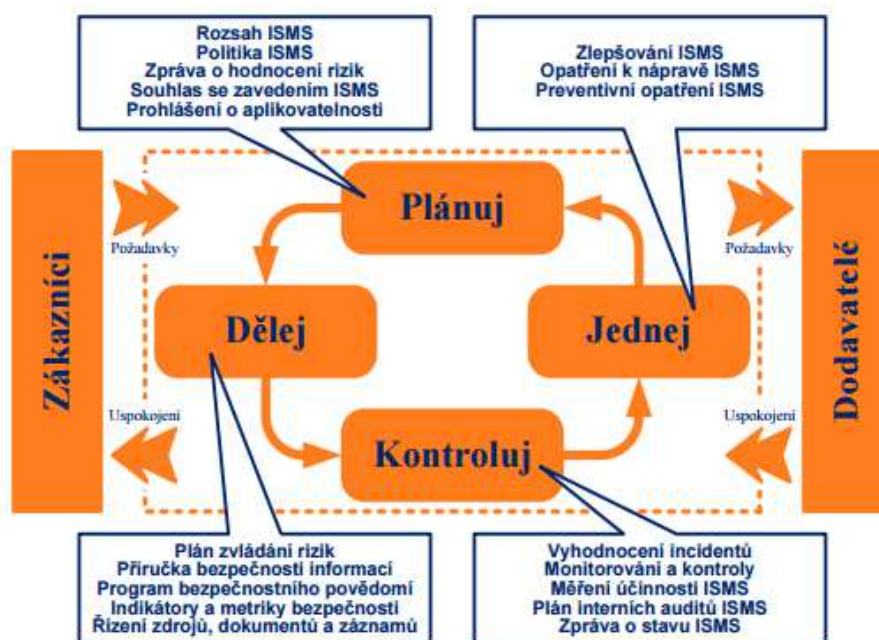 Rozsah ISMS
Politika ISMS
Zpráva o hodnocení rizik
Souhlas se zavedením ISMS
Prohlášení o aplikovatelnosti
Zlepšování ISMS
Opatření k nápravě ISMS
Preventivní opatření ISMS
Zákazníci
Požadavky
Uspokojení
Plánuj
Dělej
Jednej
Kontroluj
Požadavky
Uspokojení
Dodavatelé
Plán zvládání rizik
Příručka bezpečnosti informací
Program bezpečnostního povědomí
Indikátory a metriky bezpečnosti
Řízení zdrojů, dokumentů a záznamů
Vyhodnocení incidentů
Monitorování a kontroly
Měření účinnosti ISMS
Plán interních auditů ISMS
Zpráva o stavu ISMS